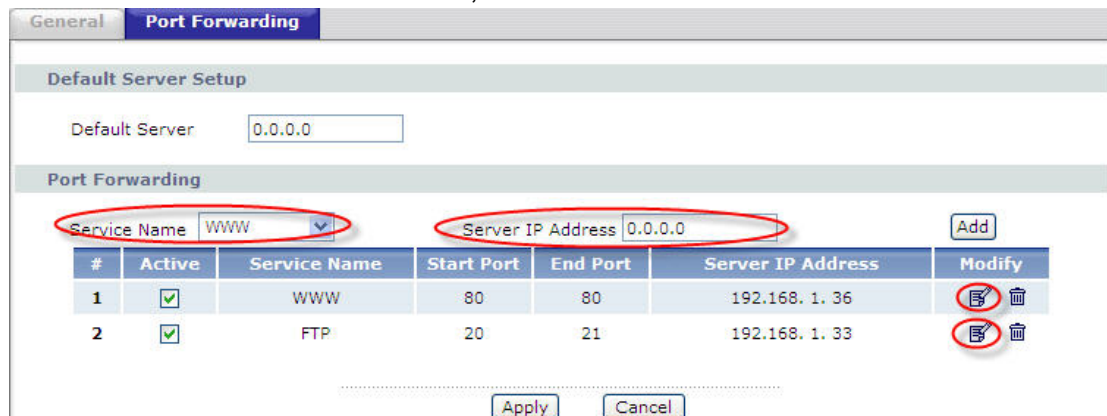 General Port Forwarding
Default Server Setup
Default Server 0.0.0.0
Port Forwarding
Service Name WWW Server IP Address 0.0.0.0 Add
# Active Service Name Start Port End Port Server IP Address Modify
1 WWW 80 80 192.168. 1. 36
2 FTP 20 21 192.168. 1. 33
Apply Cancel